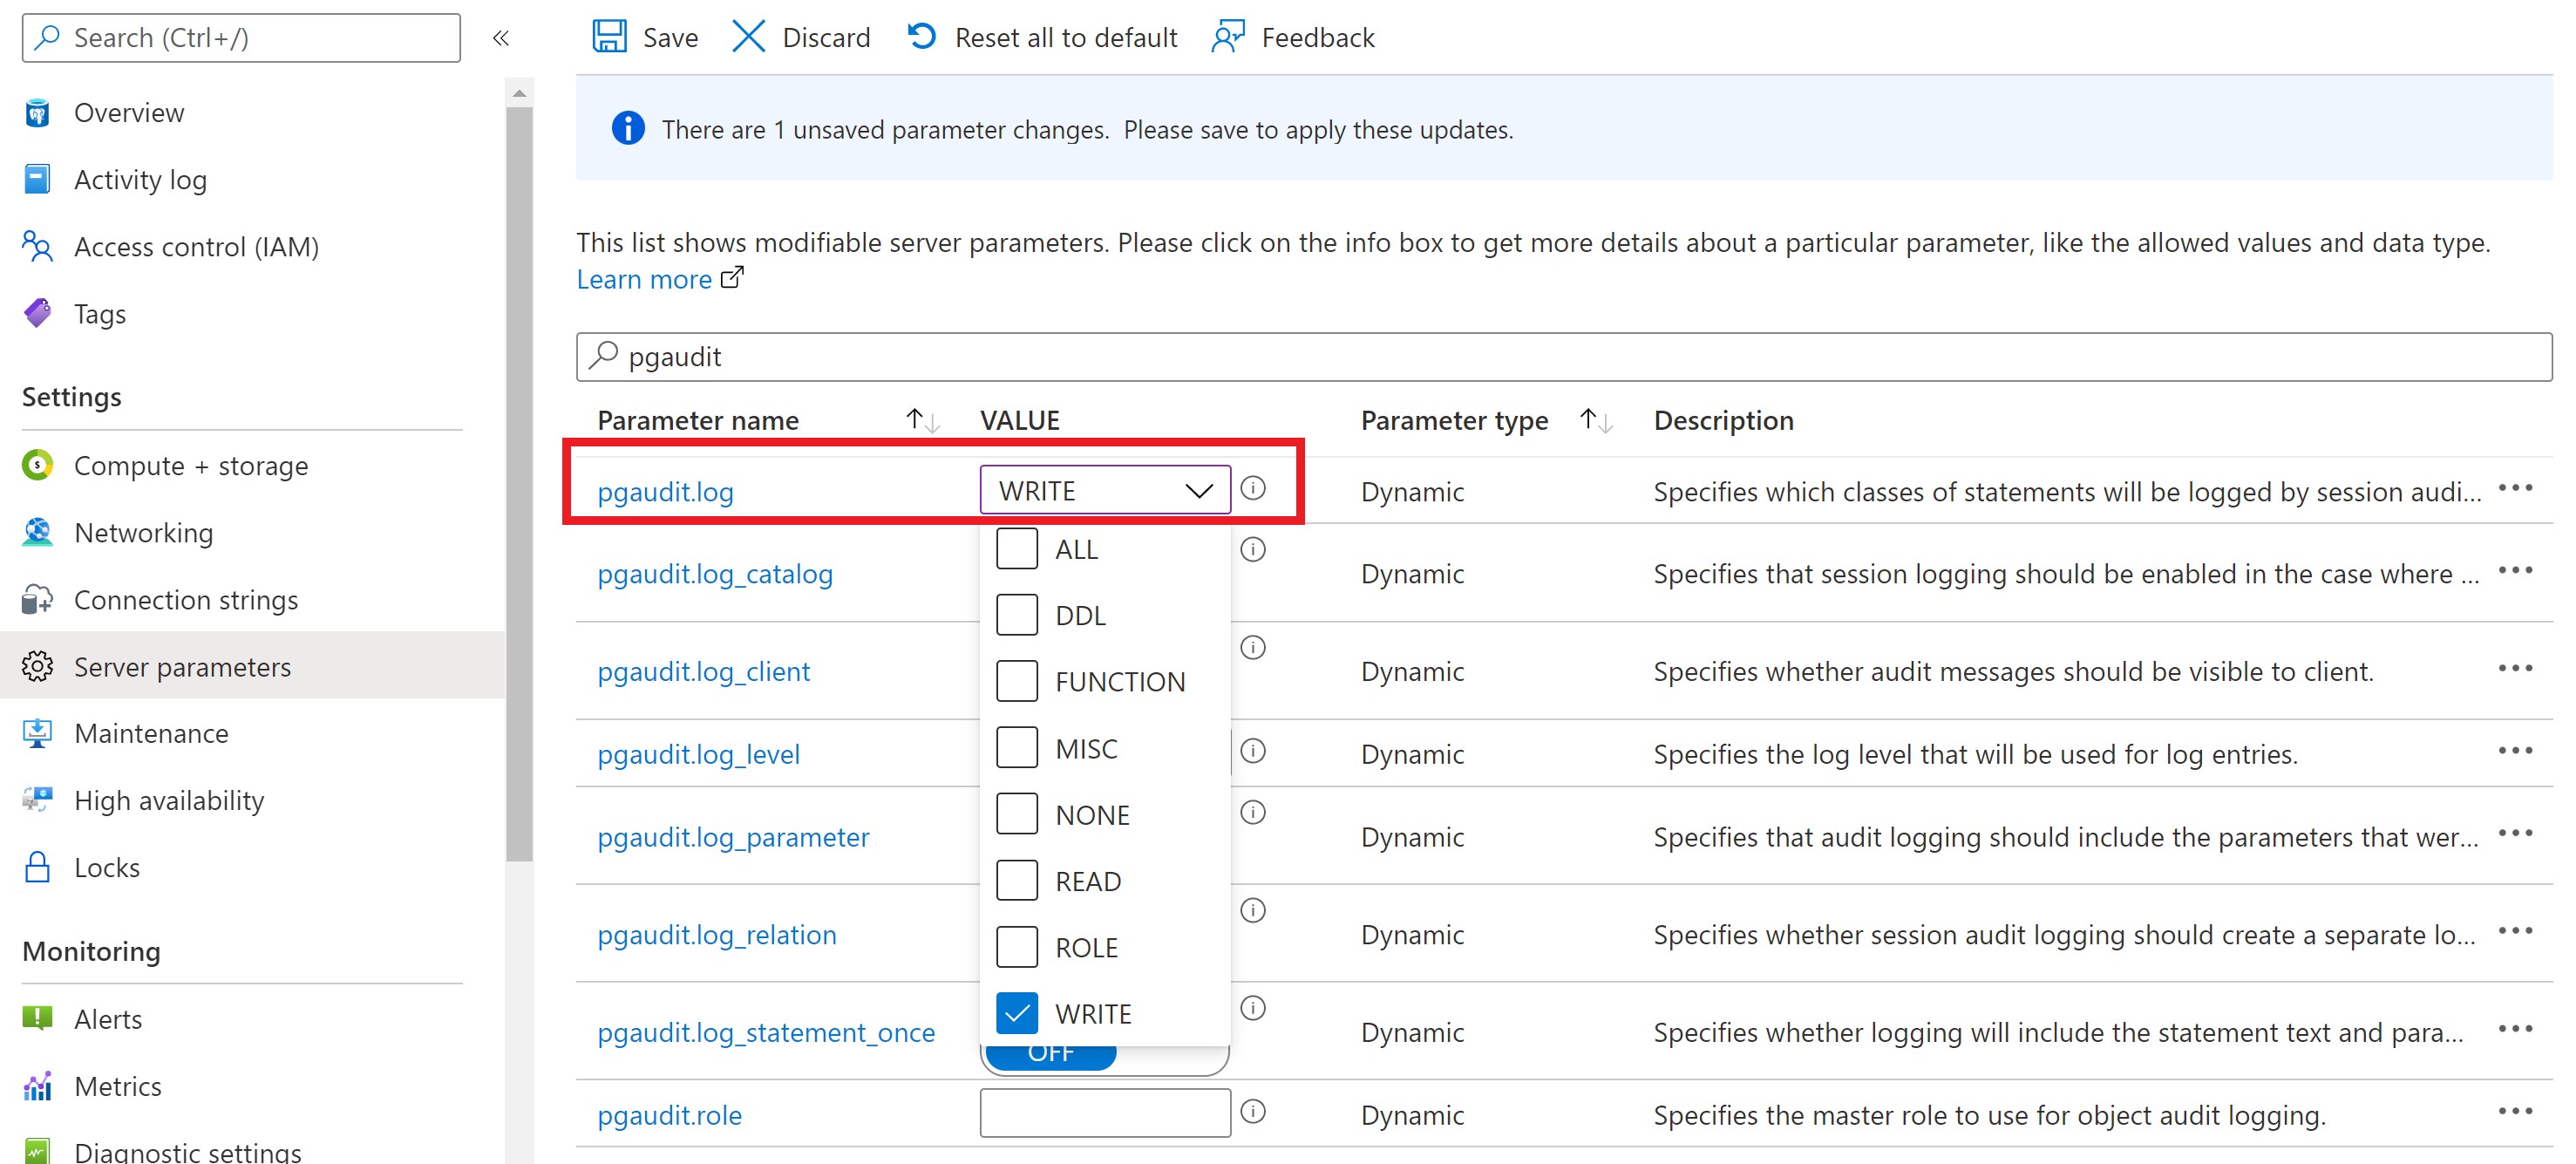 Search (Ctrl+/)
«
Overview
Activity log
Access control (IAM)
Tags
Settings
Compute + storage
Networking
Connection strings
Server parameters
Maintenance
High availability
Locks
Monitoring
Alerts
Metrics
Diagnostic settings
Save Discard Reset all to default Feedback
There are 1 unsaved parameter changes. Please save to apply these updates.
This list shows modifiable server parameters. Please click on the info box to get more details about a particular parameter, like the allowed values and data type.
Learn more
pgaudit
Parameter name VALUE Parameter type Description
pgaudit.log WRITE Dynamic Specifies which classes of statements will be logged by session audi...
ALL
pgaudit.log_catalog Dynamic Specifies that session logging should be enabled in the case where ...
DDL
pgaudit.log_client FUNCTION Dynamic Specifies whether audit messages should be visible to client.
pgaudit.log_level MISC Dynamic Specifies the log level that will be used for log entries.
NONE
pgaudit.log_parameter Dynamic Specifies that audit logging should include the parameters that wer...
READ
pgaudit.log_relation ROLE Dynamic Specifies whether session audit logging should create a separate lo...
WRITE
pgaudit.log_statement_once OFF Dynamic Specifies whether logging will include the statement text and para...
pgaudit.role Dynamic Specifies the master role to use for object audit logging.